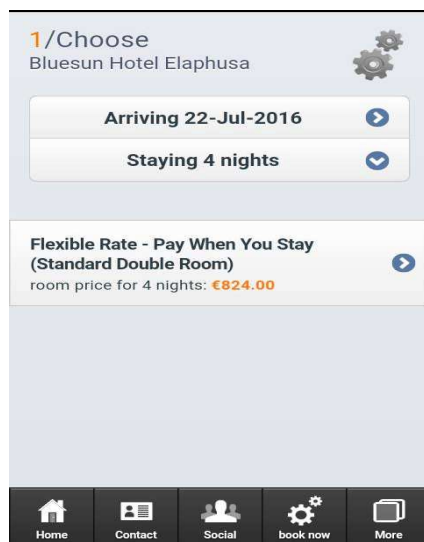 1/Choose
Bluesun Hotel Elaphusa
Arriving 22-Jul-2016
Staying 4 nights
Flexible Rate - Pay When You Stay
(Standard Double Room)
room price for 4 nights: €824.00
Home Contact Social book now More